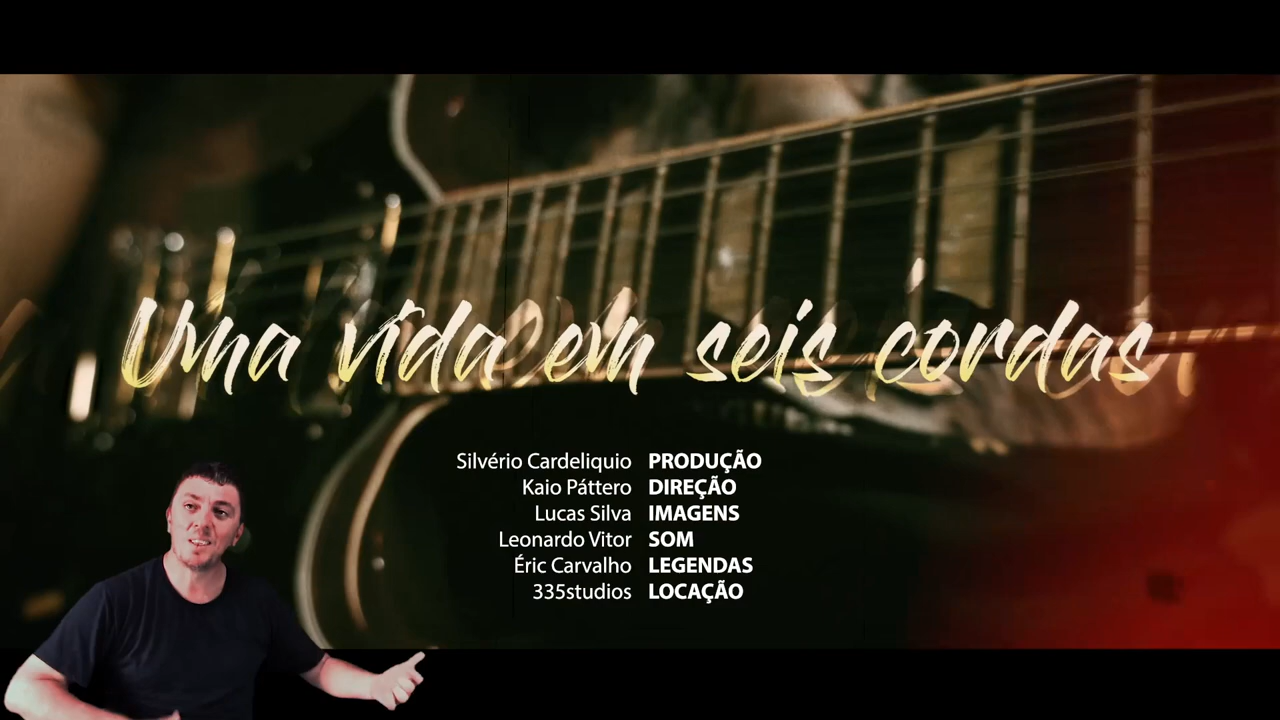 Uma vida em seis cordas
Silvério Cardeliquio PRODUÇÃO
Kaio Páttero DIREÇÃO
Lucas Silva IMAGENS
Leonardo Vitor SOM
Éric Carvalho LEGENDAS
335studios LOCAÇÃO